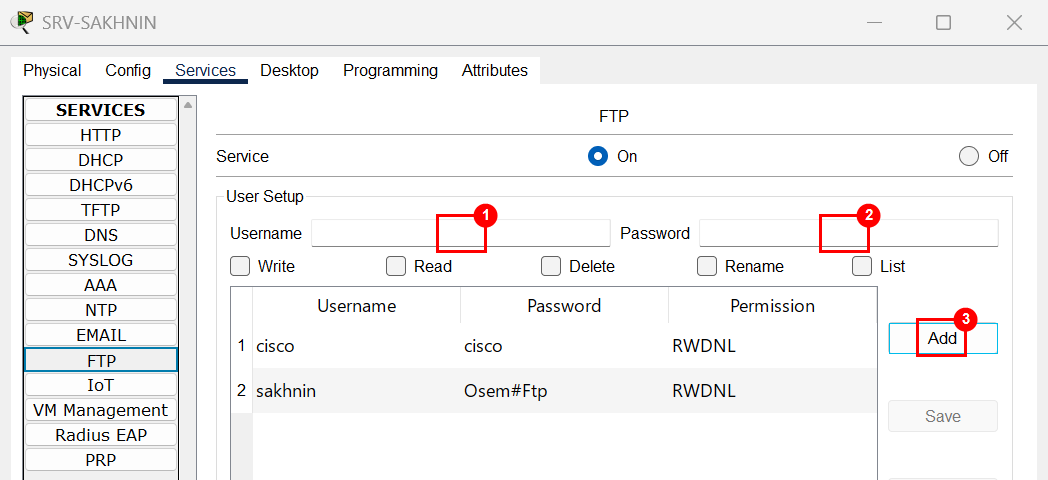 SRV-SAKHNIN
Physical Config Services Desktop Programming Attributes
SERVICES
HTTP
DHCP
DHCPv6
TFTP
DNS
SYSLOG
AAA
NTP
EMAIL
FTP
IoT
VM Management
Radius EAP
PRP
FTP
Service On Off
User Setup
Username 1 Password 2
Write Read Delete Rename List
Username Password Permission
1 cisco cisco RWDNL
2 sakhnin Osem#Ftp RWDNL
3
Add
Save